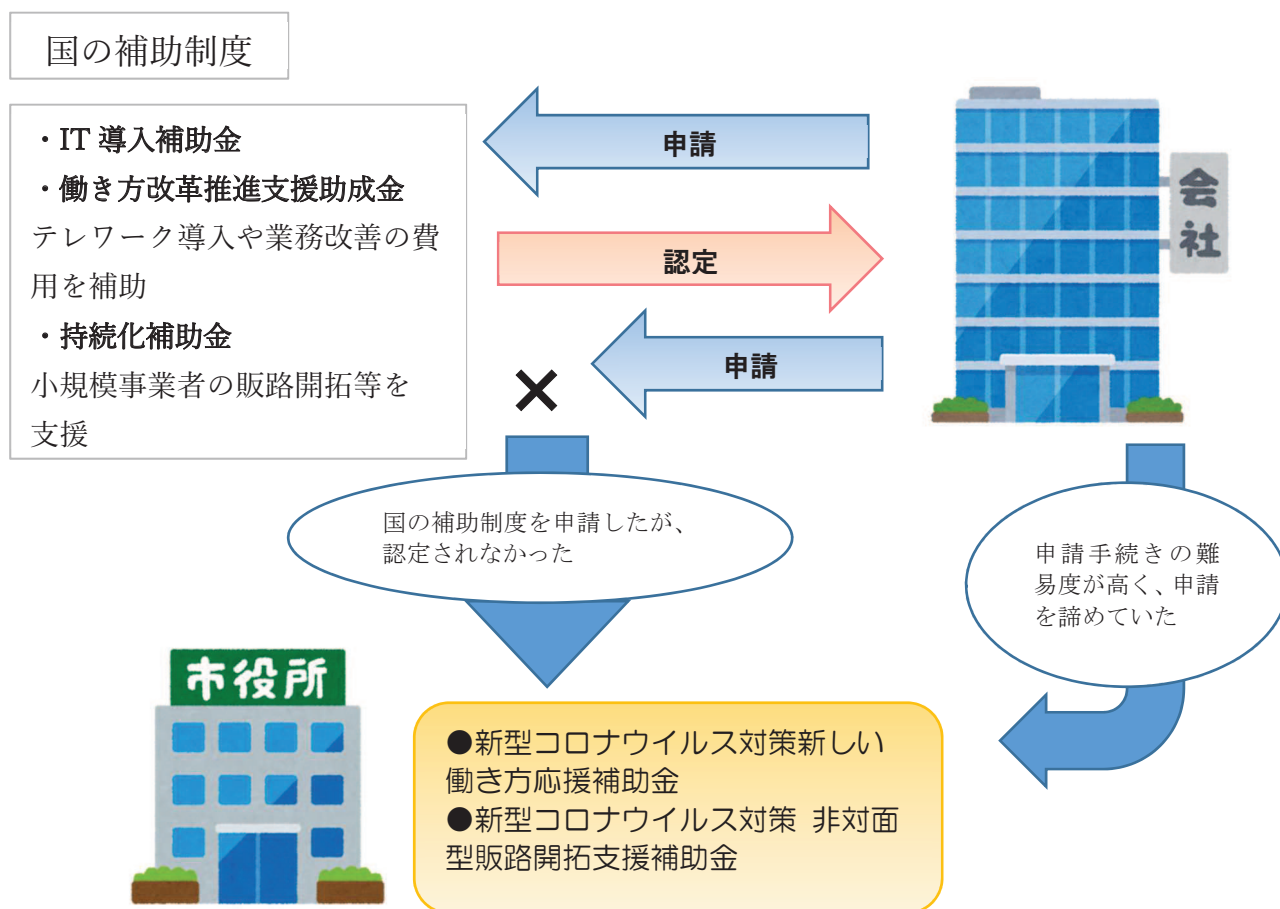 国の補助制度
・IT 導入補助金
・働き方改革推進支援助成金
テレワーク導入や業務改善の費
用を補助
・持続化補助金
小規模事業者の販路開拓等を
支援
申請
認定
申請
×
会社
国の補助制度を申請したが、
認定されなかった
申請手続きの難
易度が高く、申請
を諦めていた
市役所
●新型コロナウイルス対策新しい
働き方応援補助金
●新型コロナウイルス対策 非対面
型販路開拓支援補助金